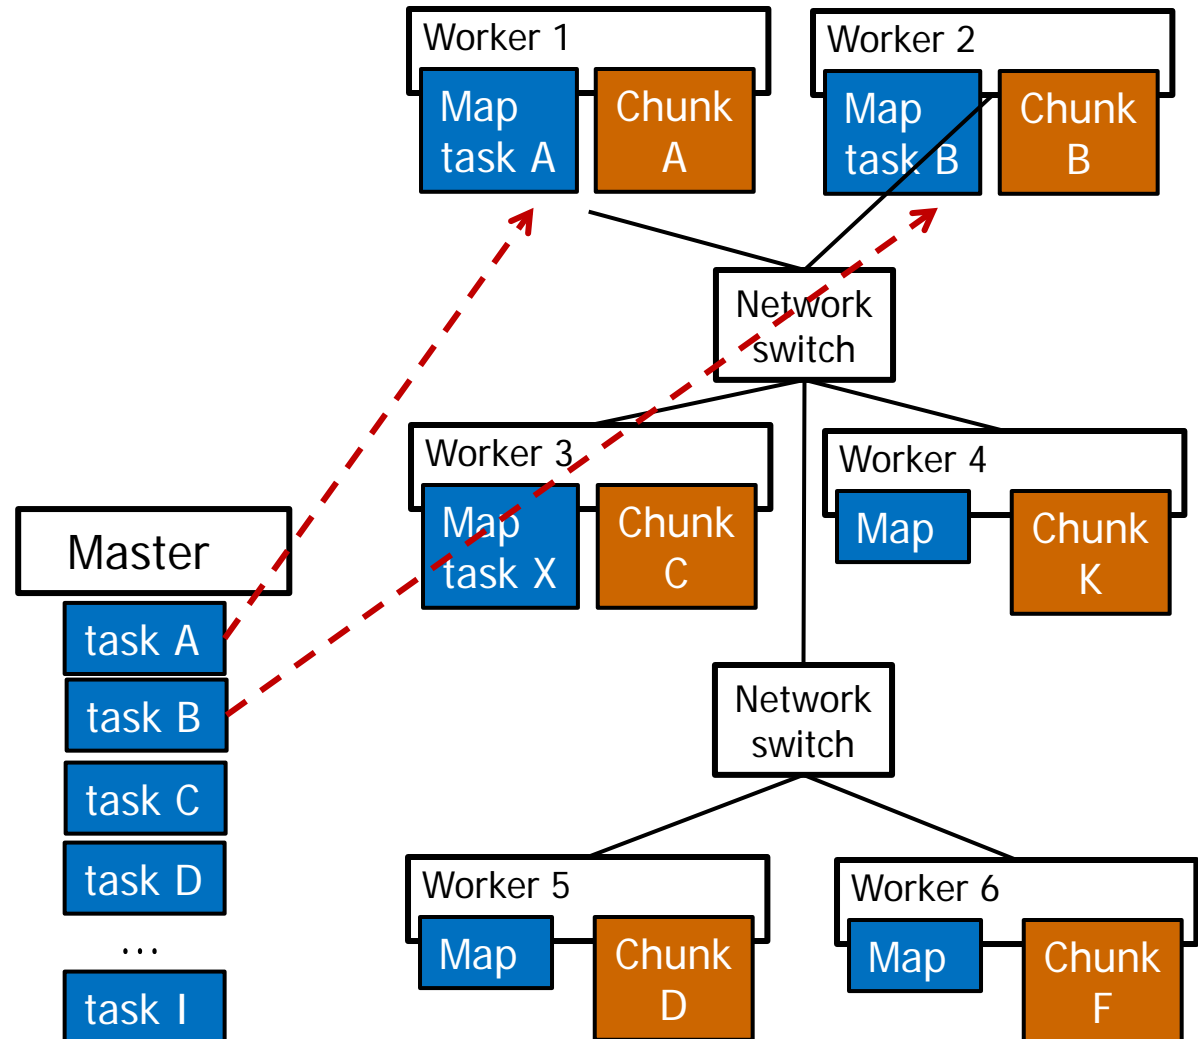 Worker 1
Map
task A
Chunk
A
Worker 2
Map
task B
Chunk
B
Network
switch
Worker 3
Map
task X
Chunk
C
Worker 4
Map
Chunk
K
Master
task A
task B
task C
task D
...
task I
Network
switch
Worker 5
Map
Chunk
D
Worker 6
Map
Chunk
F